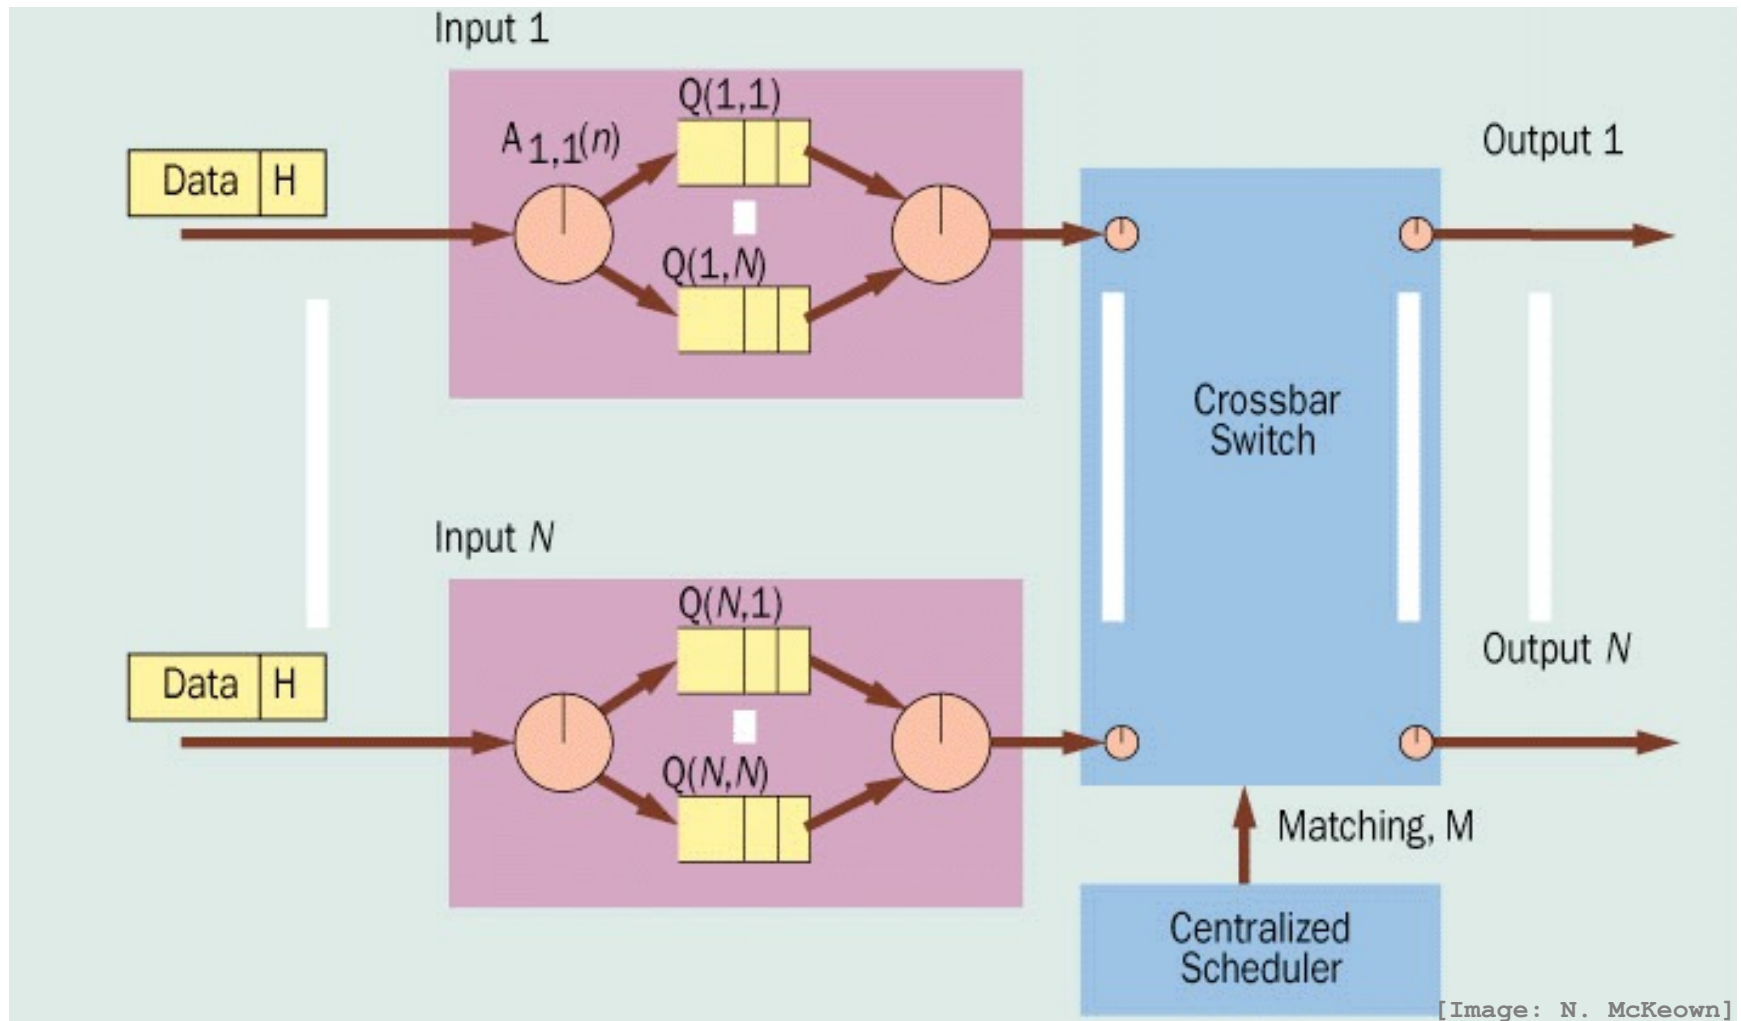 Input 1
Q(1,1)
A1,1(n)
Data H
Output 1
Q(1,N)
Crossbar
Switch
Input N
Q(N,1)
Data H
Output N
Q(N,N)
Matching, M
Centralized
Scheduler
[Image: N. McKeown]